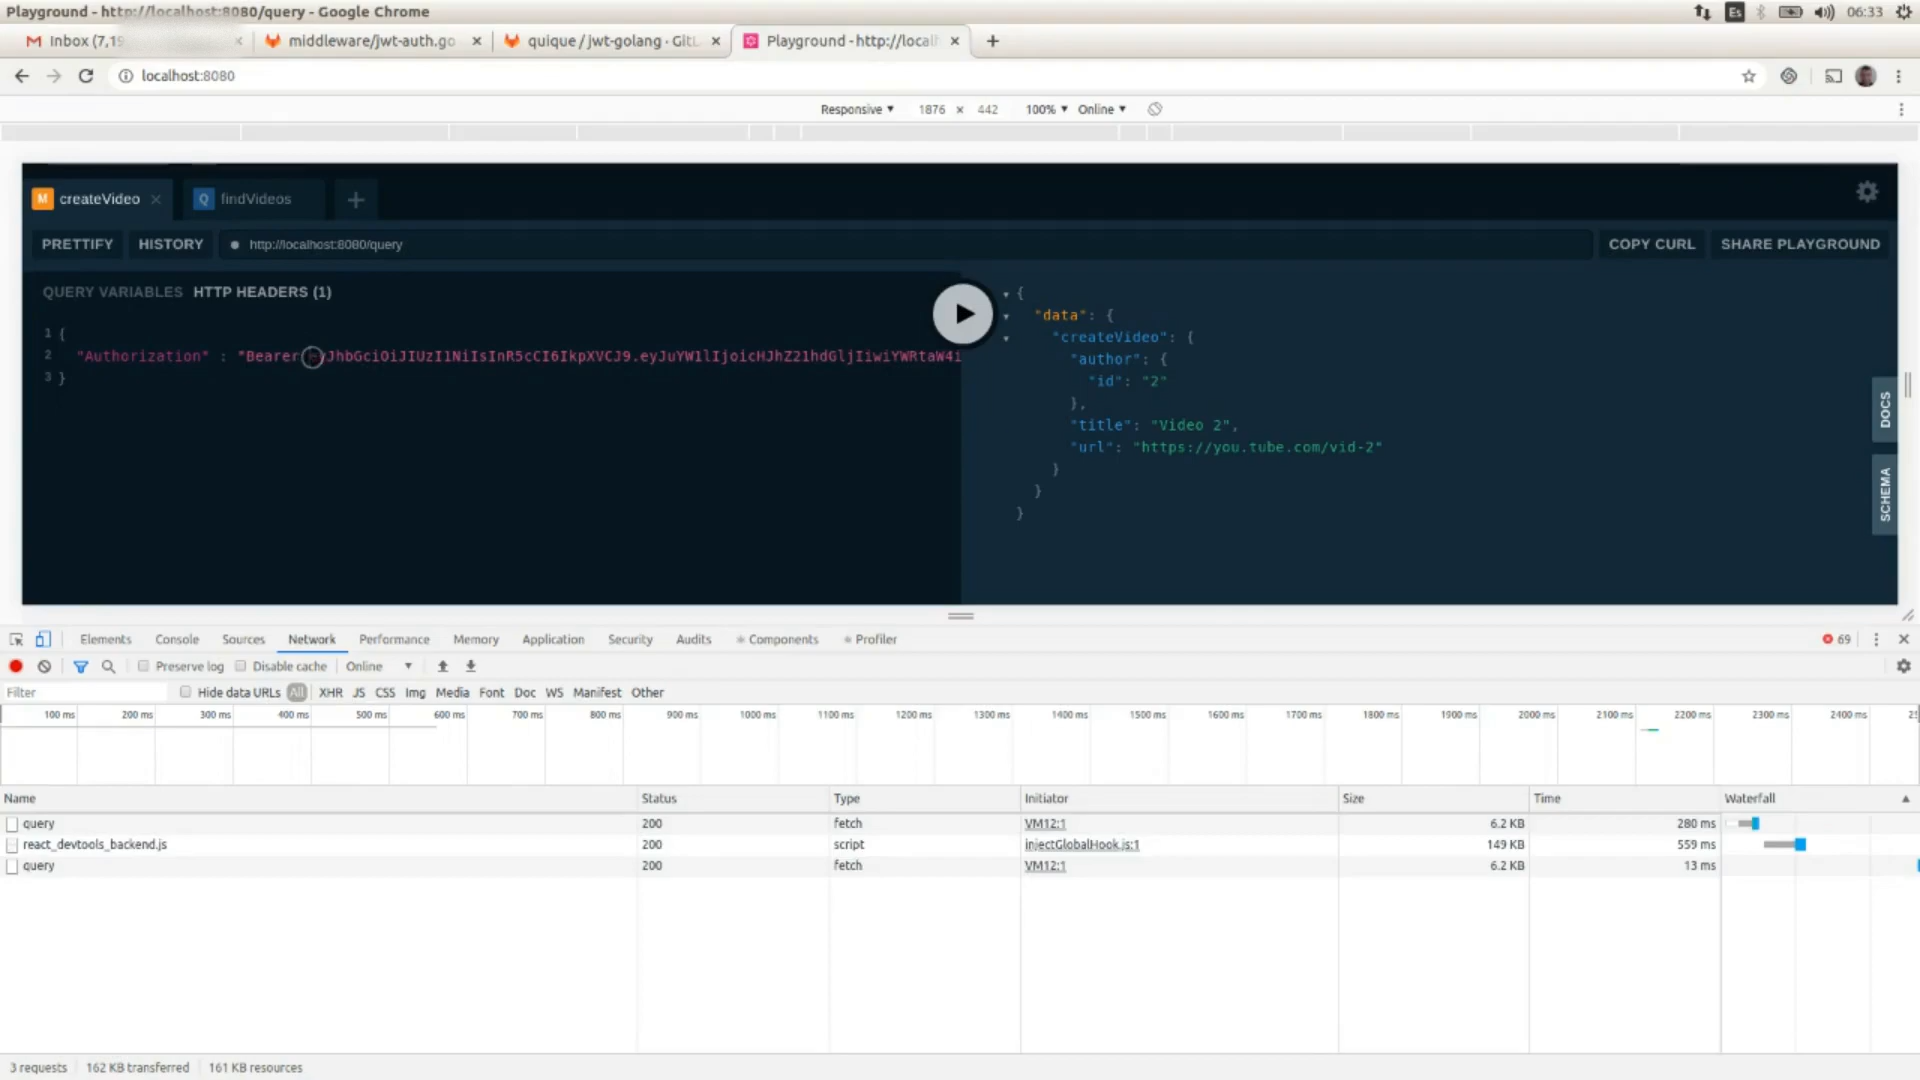 Playground - http://localhost:8080/query - Google Chrome
Es
06:33
Inbox (7,19
middleware/jwt-auth.go
quique / jwt-golang · GitL
Playground - http://localh
localhost:8080
Responsive ▼ 1876 × 442 100% ▼ Online ▼
M createVideo ×
Q findVideos
+
PRETTIFY
HISTORY
http://localhost:8080/query
COPY CURL
SHARE PLAYGROUND
QUERY VARIABLES HTTP HEADERS (1)
1 {
2 "Authorization" : "Bearer eyJhbGciOiJIUzI1NiIsInR5cCI6IkpXVCJ9.eyJuYW1lIjoicHJhZ21hdGljIiwiYWRtaW4i
3 }
{
"data": {
"createVideo": {
"author": {
"id": "2"
},
"title": "Video 2",
"url": "https://you.tube.com/vid-2"
}
}
}
DOCS
SCHEMA
Elements Console Sources Network Performance Memory Application Security Audits Components Profiler 69
Preserve log Disable cache Online ▼
Filter Hide data URLs All XHR JS CSS Img Media Font Doc WS Manifest Other
100 ms 200 ms 300 ms 400 ms 500 ms 600 ms 700 ms 800 ms 900 ms 1000 ms 1100 ms 1200 ms 1300 ms 1400 ms 1500 ms 1600 ms 1700 ms 1800 ms 1900 ms 2000 ms 2100 ms 2200 ms 2300 ms 2400 ms
Name Status Type Initiator Size Time Waterfall
query 200 fetch VM12:1 6.2 KB 280 ms
react_devtools_backend.js 200 script injectGlobalHook.js:1 149 KB 559 ms
query 200 fetch VM12:1 6.2 KB 13 ms
3 requests 162 KB transferred 161 KB resources